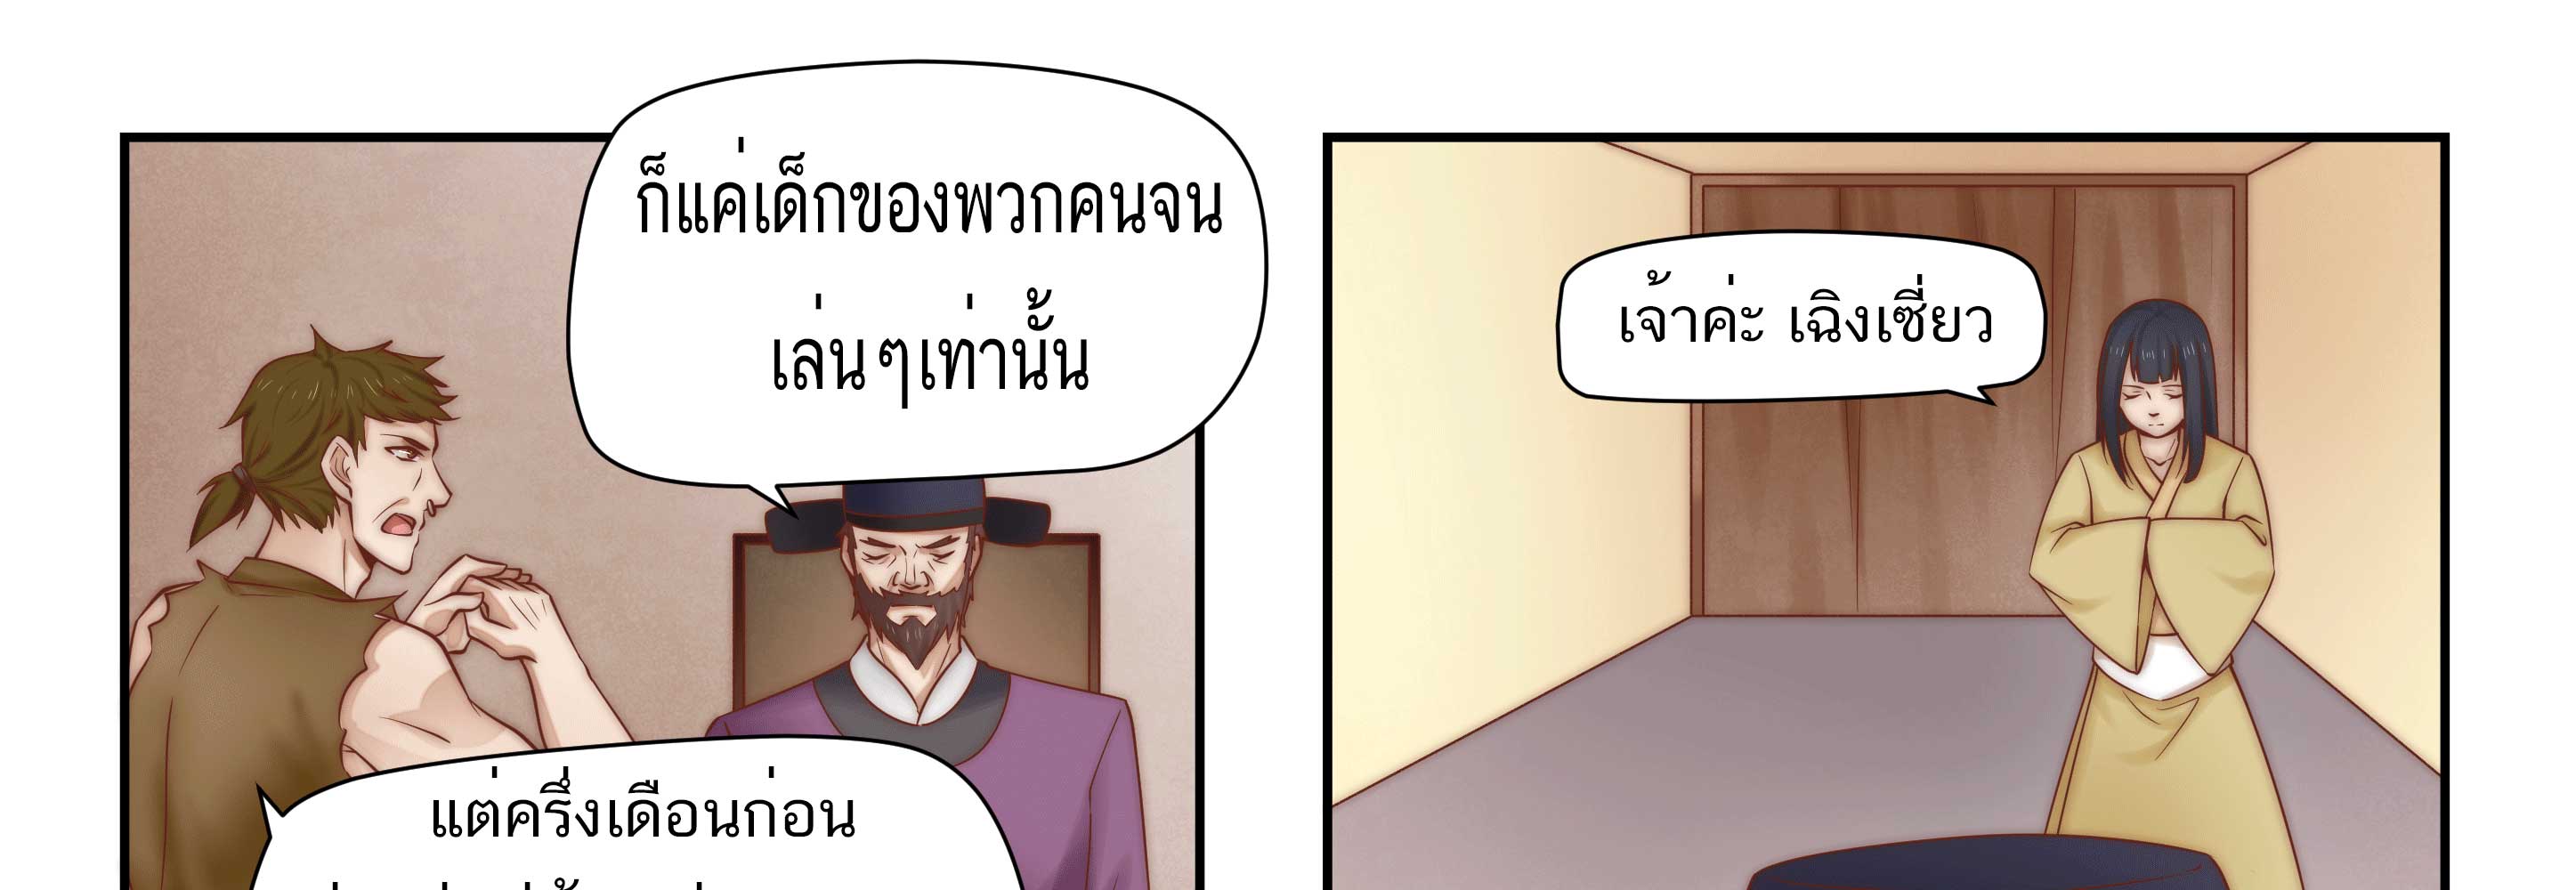 ก็แค่เด็กของพวกคนจน
เล่นๆเท่านั้น
แต่ครึ่งเดือนก่อน
เจ้าค่ะ เฉิงเซี่ยว